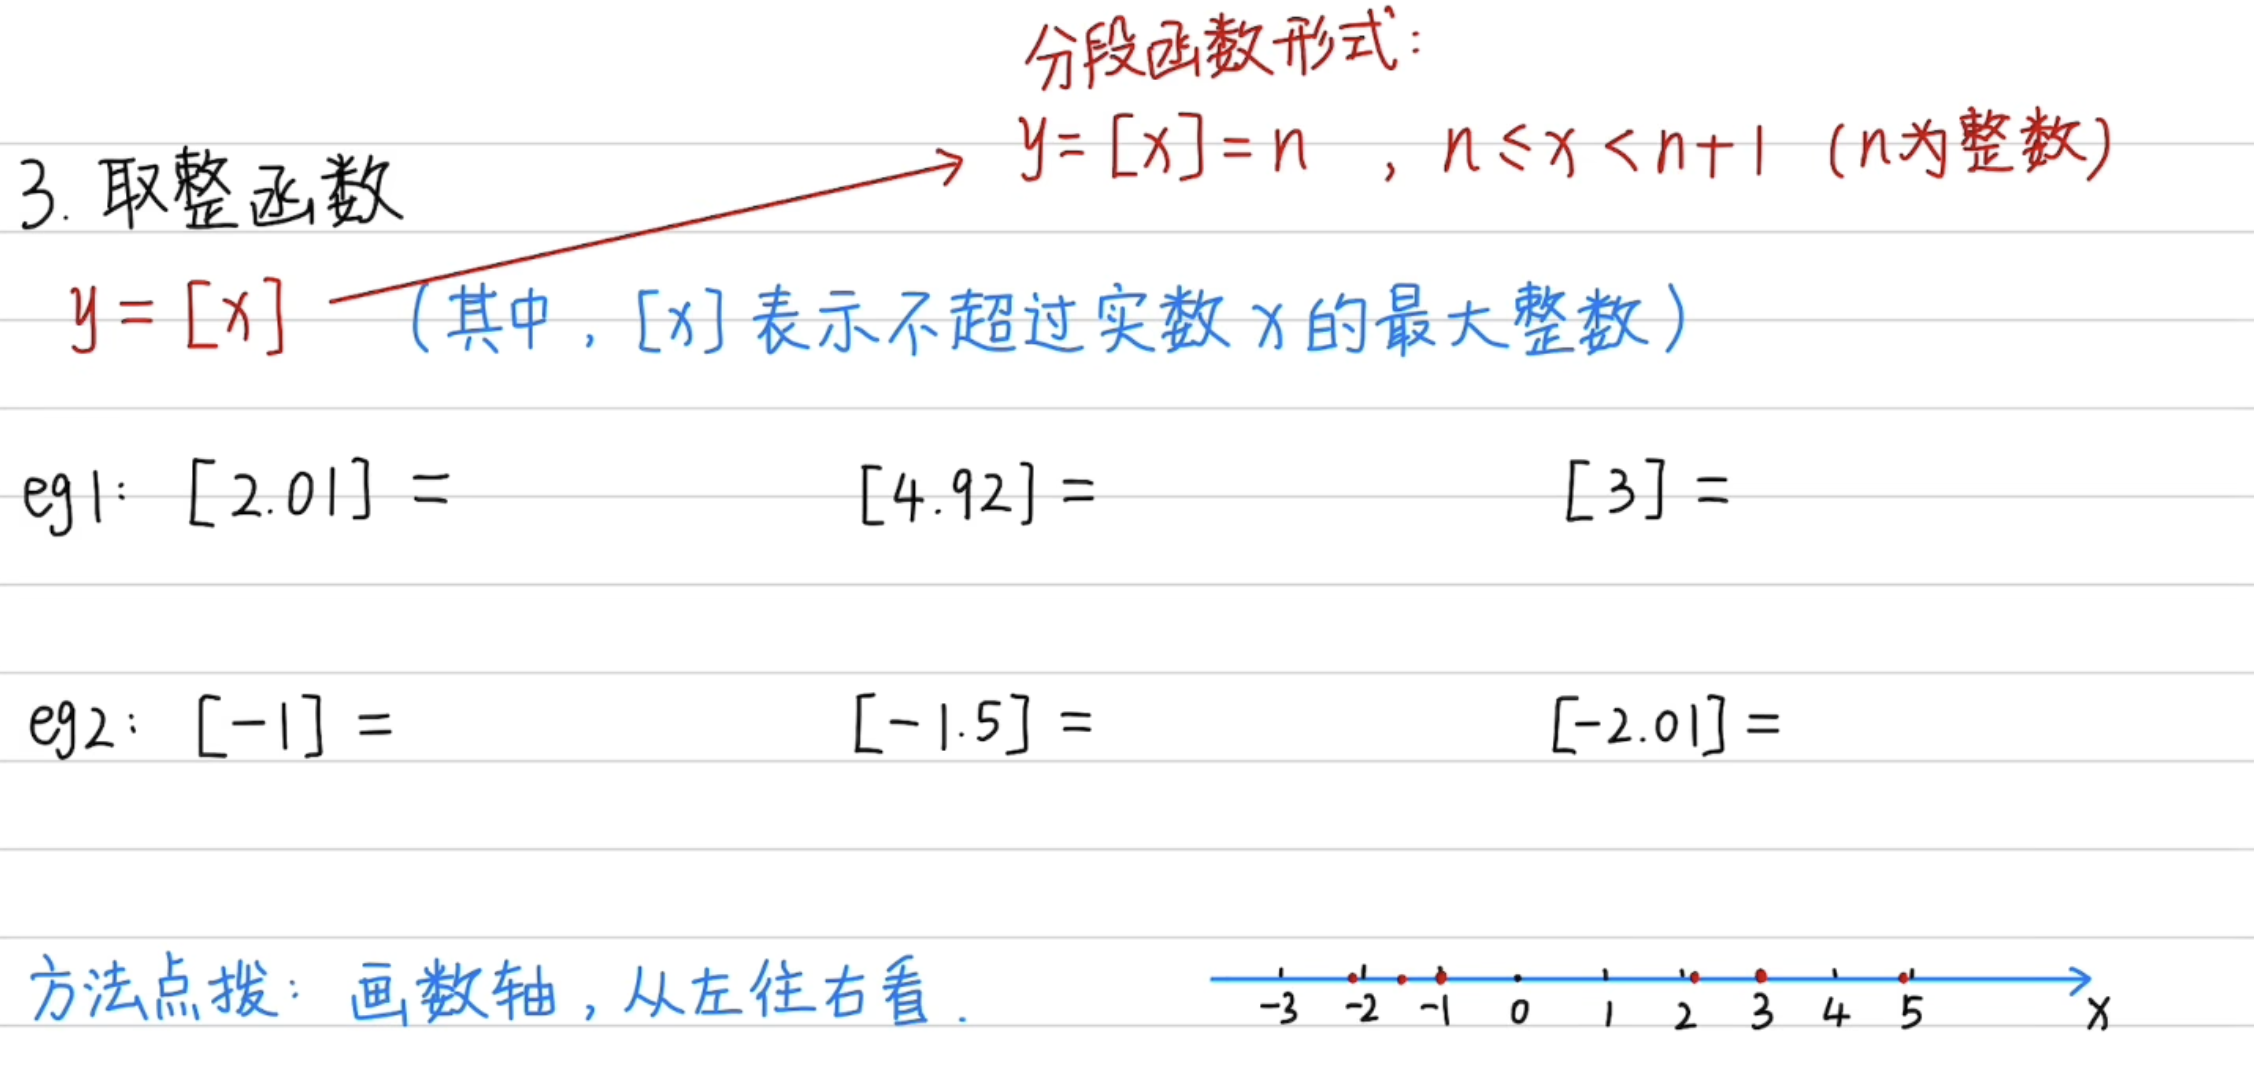 分段函数形式:
y = [x] = n , n ≤ x < n+1 (n为整数)
3. 取整函数
y = [x] (其中, [x] 表示不超过实数 x 的最大整数)
eg1: [2.01] = [4.92] = [3] =
eg2: [-1] = [-1.5] = [-2.01] =
方法点拨: 画数轴, 从左往右看.
-3 -2 -1 0 1 2 3 4 5 x